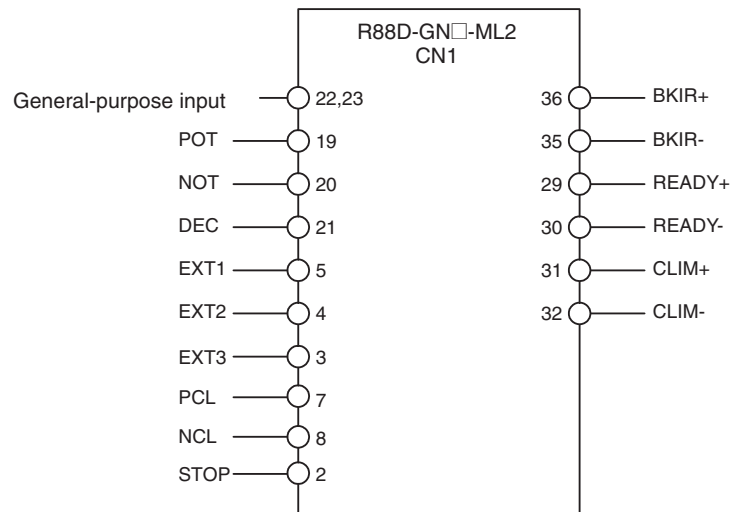 R88D-GN□-ML2
CN1
General-purpose input 22,23 36 BKIR+
POT 19 35 BKIR-
NOT 20 29 READY+
DEC 21 30 READY-
EXT1 5 31 CLIM+
EXT2 4 32 CLIM-
EXT3 3
PCL 7
NCL 8
STOP 2